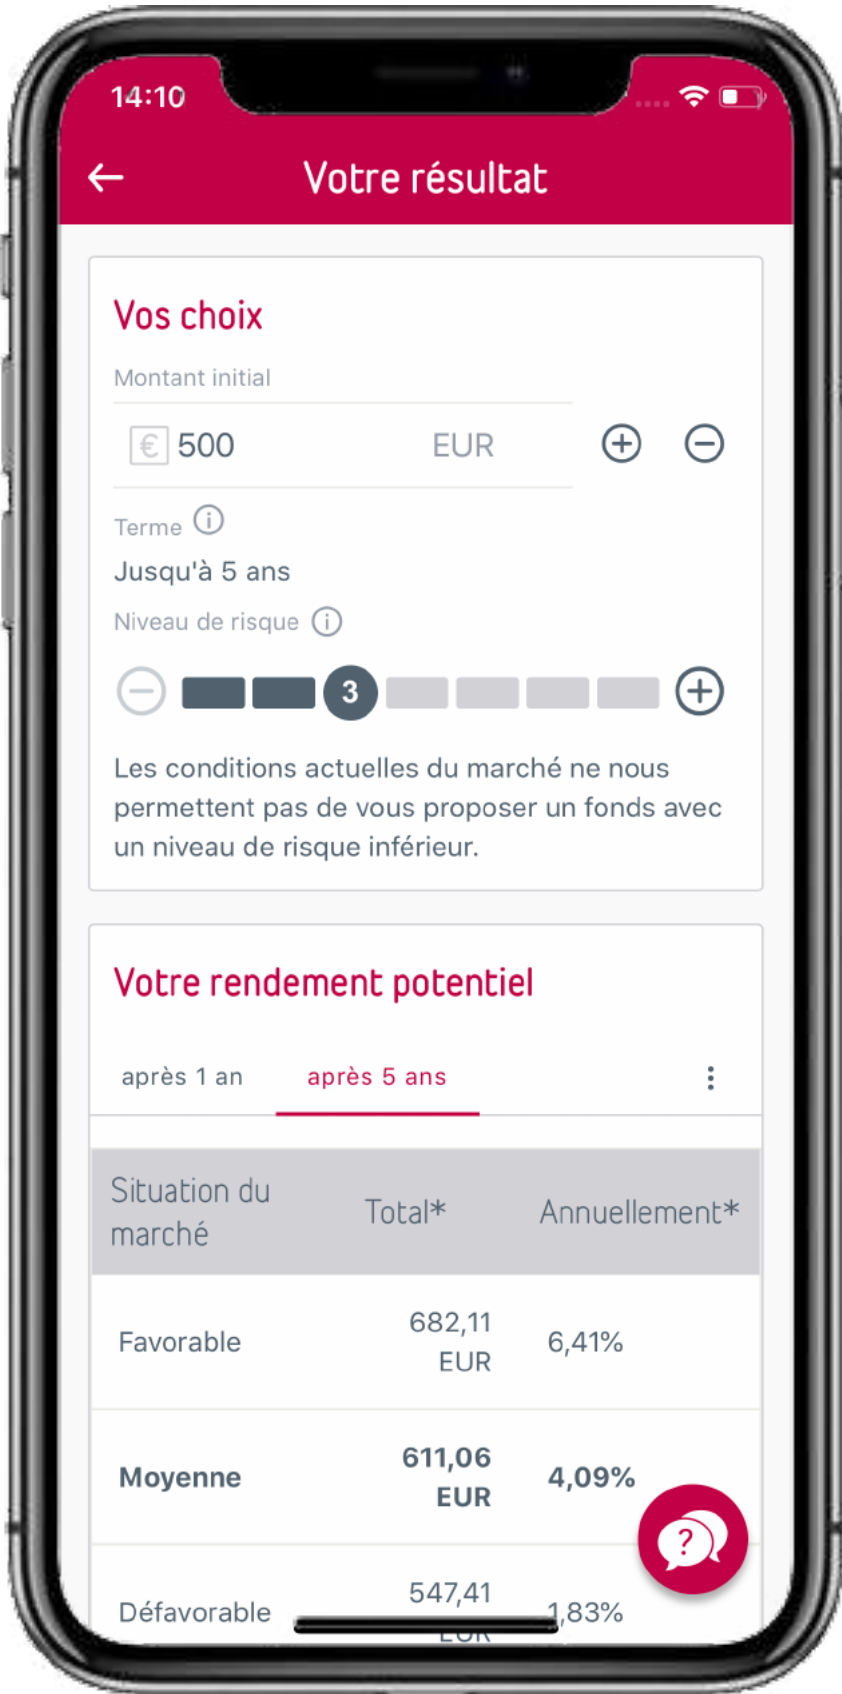 14:10
Votre résultat
Vos choix
Montant initial
€ 500 EUR
Terme
Jusqu'à 5 ans
Niveau de risque
3
Les conditions actuelles du marché ne nous
permettent pas de vous proposer un fonds avec
un niveau de risque inférieur.
Votre rendement potentiel
après 1 an après 5 ans
Situation du
marché
Total* Annuellement*
Favorable 682,11
EUR 6,41%
Moyenne 611,06
EUR 4,09%
?
Défavorable 547,41
EUR 1,83%